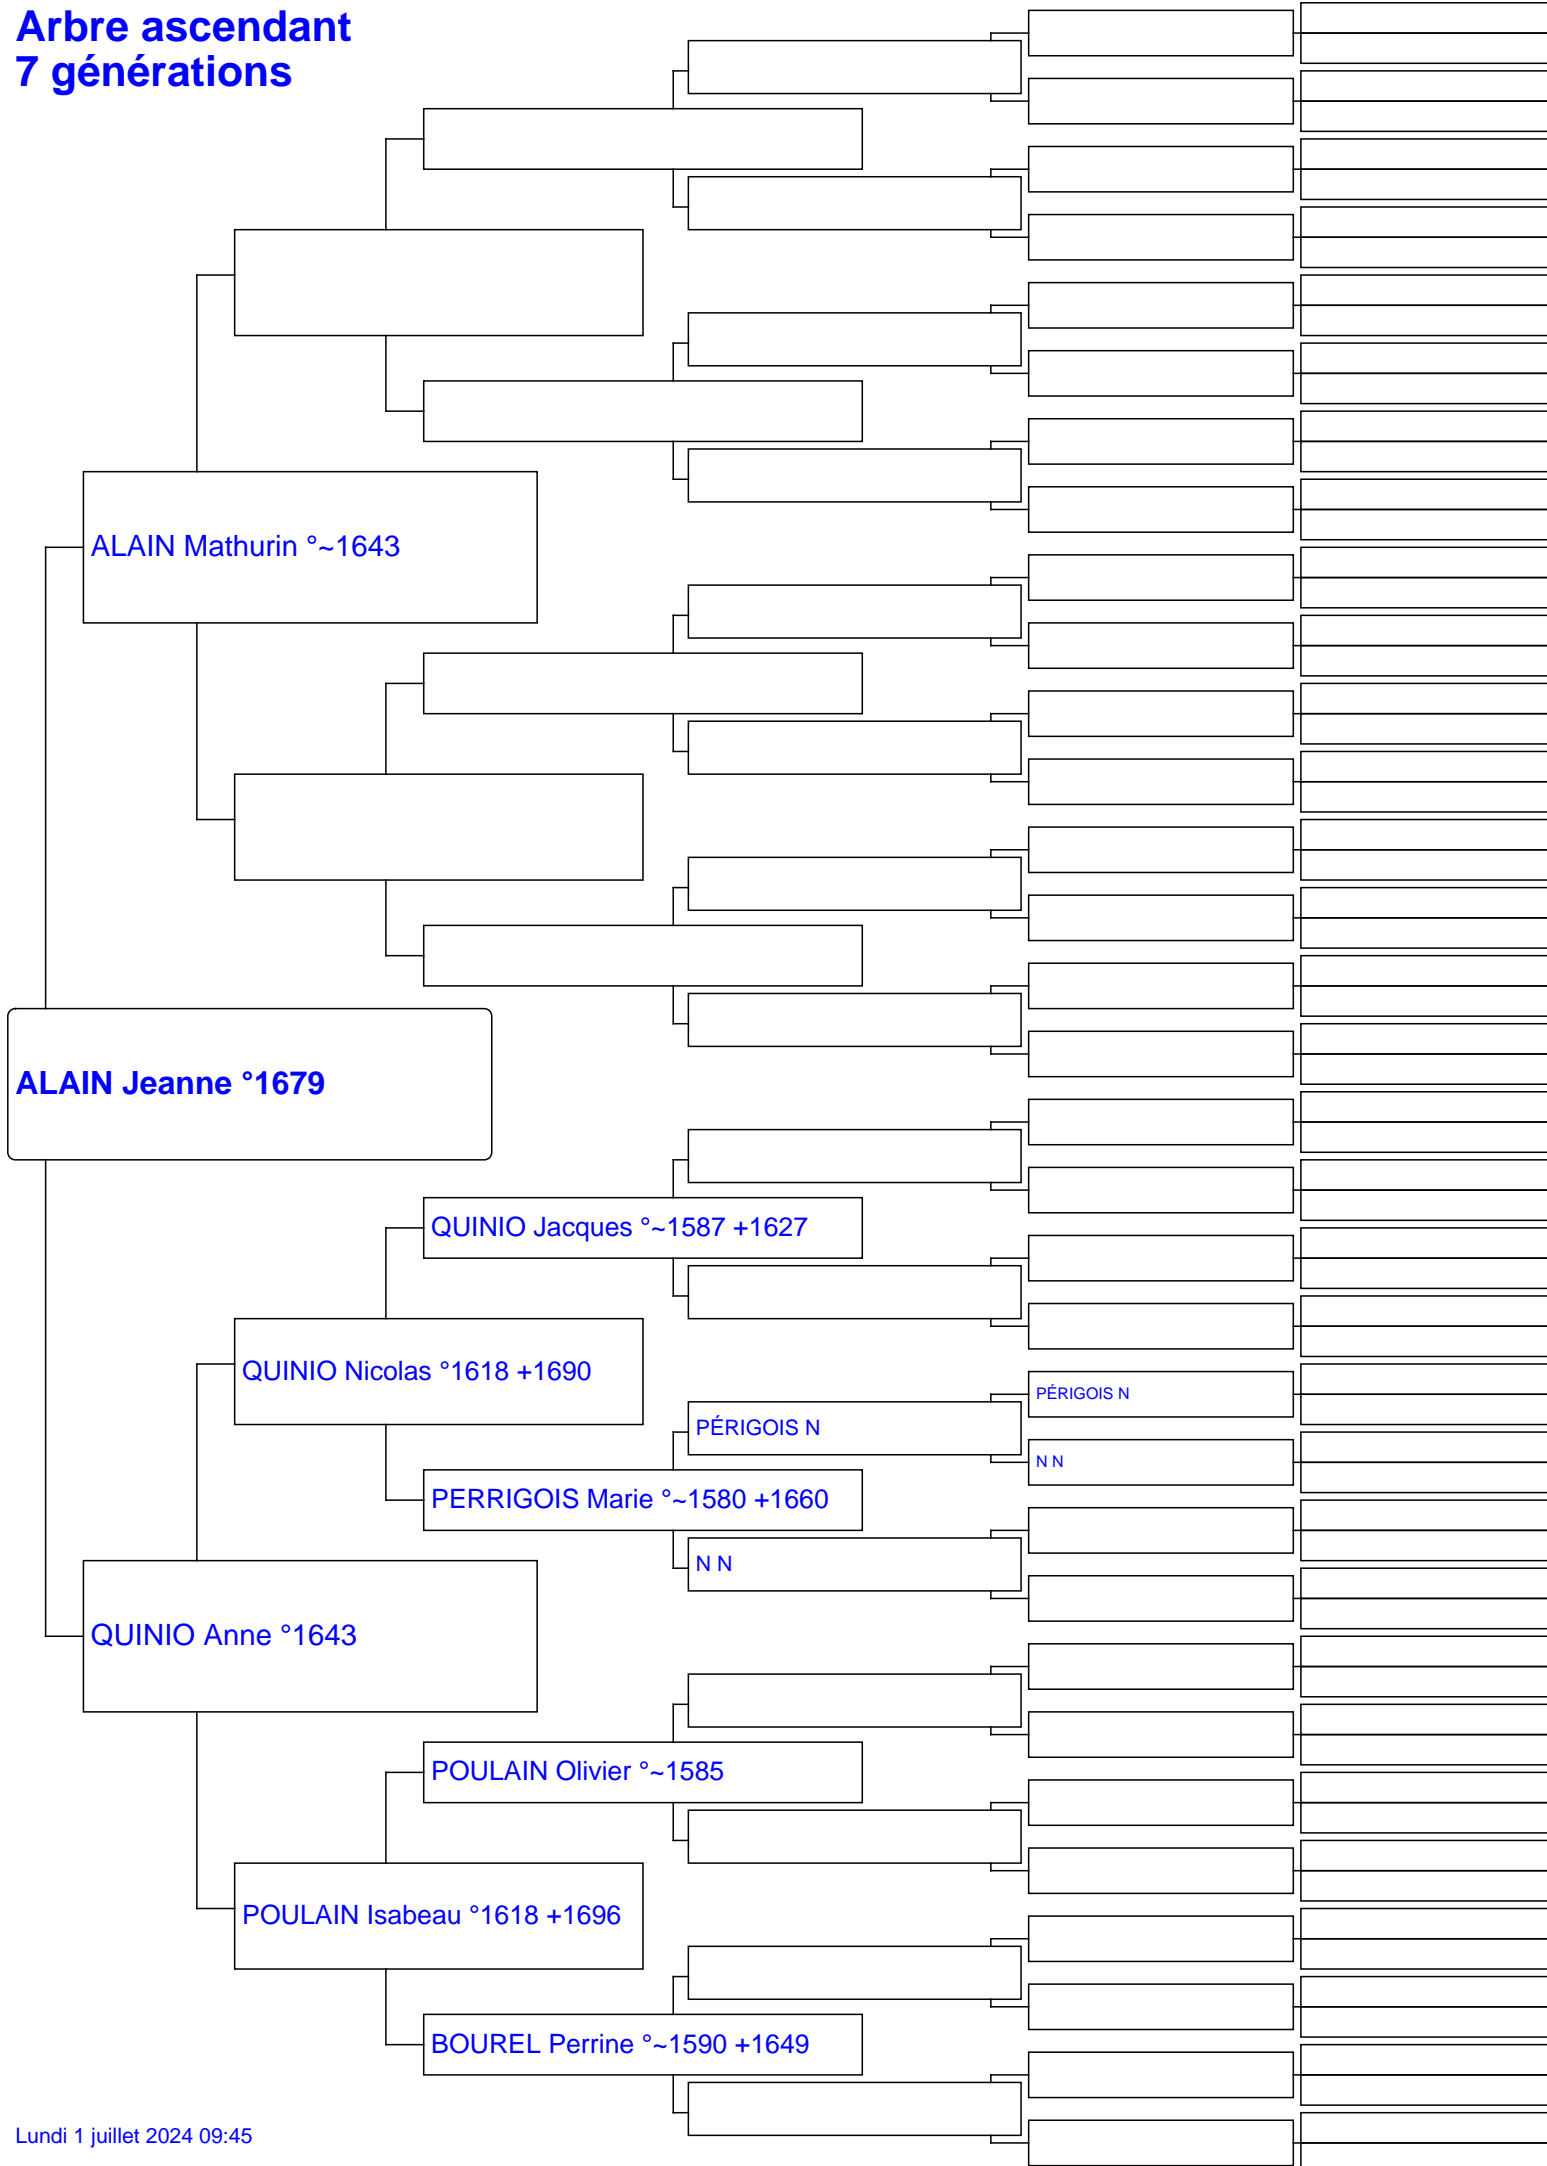 Arbre ascendant
7 générations
ALAIN Mathurin °~1643
ALAIN Jeanne °1679
QUINIO Jacques °~1587 +1627
QUINIO Nicolas °1618 +1690
PÉRIGOIS N
PÉRIGOIS N
N N
PERRIGOIS Marie °~1580 +1660
N N
QUINIO Anne °1643
POULAIN Olivier °~1585
POULAIN Isabeau °1618 +1696
BOUREL Perrine °~1590 +1649
Lundi 1 juillet 2024 09:45